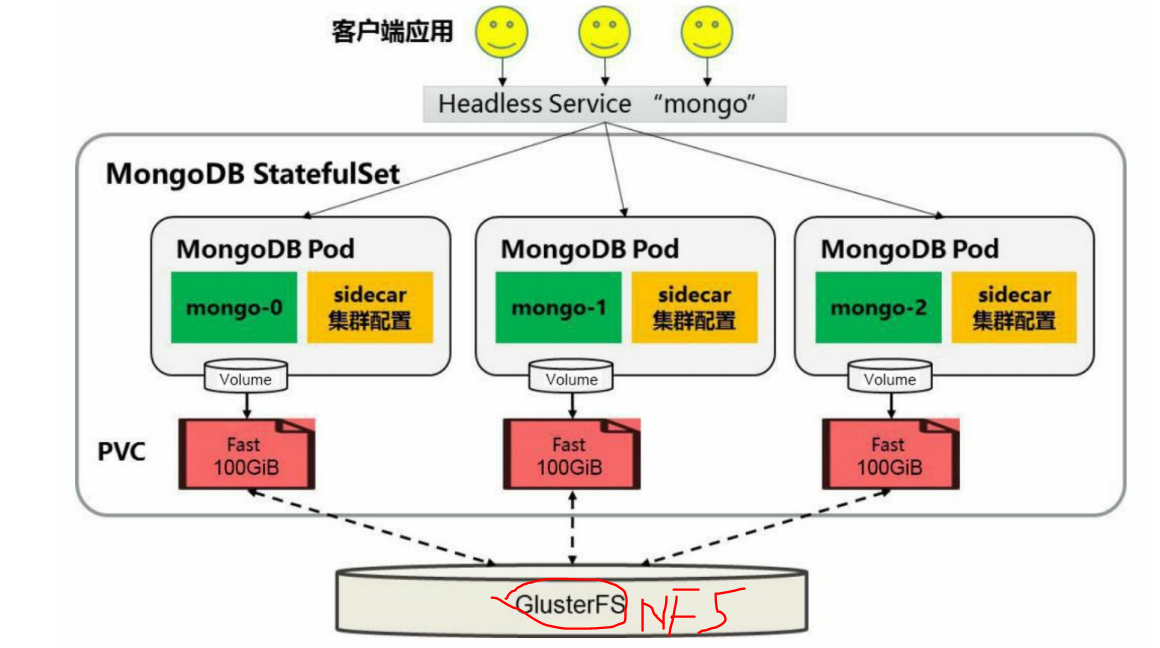 客户端应用
Headless Service “mongo”
MongoDB StatefulSet
MongoDB Pod
mongo-0
sidecar
集群配置
Volume
MongoDB Pod
mongo-1
sidecar
集群配置
Volume
MongoDB Pod
mongo-2
sidecar
集群配置
Volume
PVC
Fast
100GiB
Fast
100GiB
Fast
100GiB
GlusterFS NFS